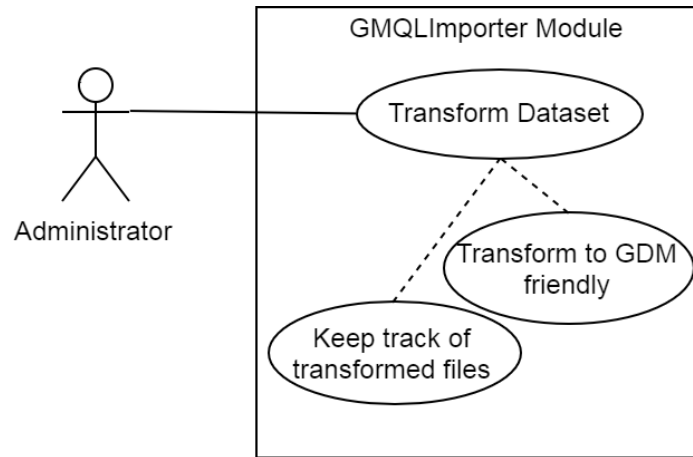 GMQLImporter Module
Transform Dataset
Administrator
Transform to GDM
friendly
Keep track of
transformed files